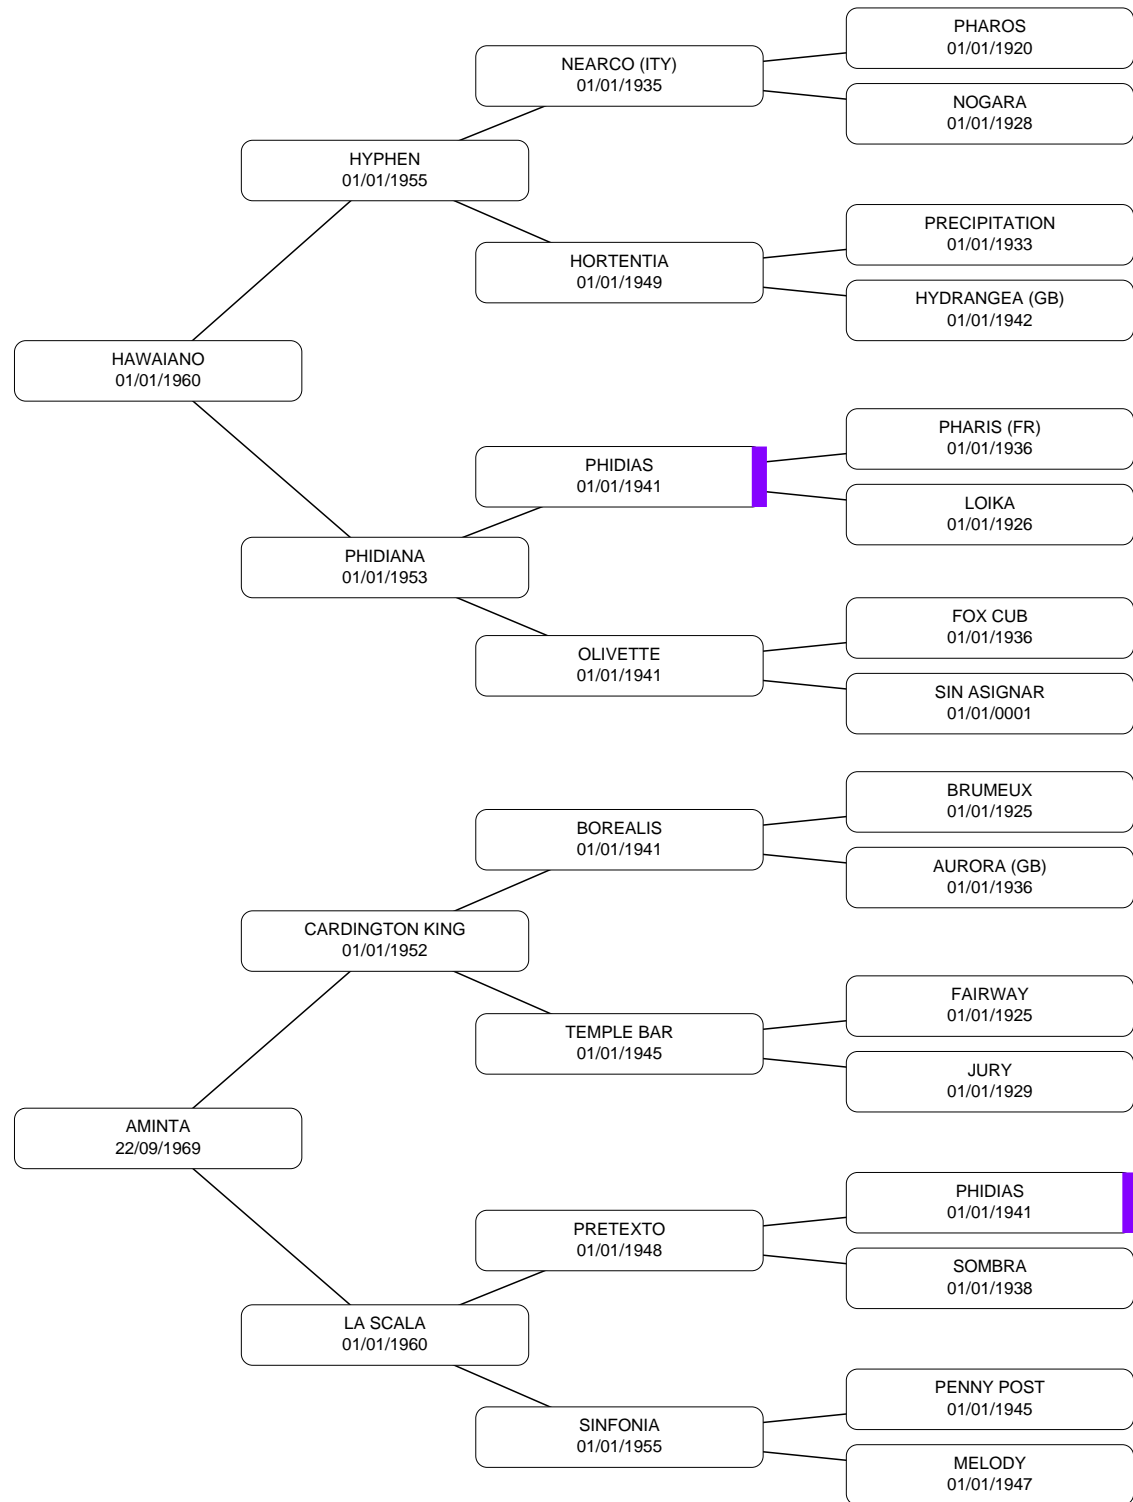 PHAROS
01/01/1920
NEARCO (ITY)
01/01/1935
NOGARA
01/01/1928
HYPHEN
01/01/1955
PRECIPITATION
01/01/1933
HORTENTIA
01/01/1949
HYDRANGEA (GB)
01/01/1942
HAWAIANO
01/01/1960
PHARIS (FR)
01/01/1936
PHIDIAS
01/01/1941
LOIKA
01/01/1926
PHIDIANA
01/01/1953
FOX CUB
01/01/1936
OLIVETTE
01/01/1941
SIN ASIGNAR
01/01/0001
BRUMEUX
01/01/1925
BOREALIS
01/01/1941
AURORA (GB)
01/01/1936
CARDINGTON KING
01/01/1952
FAIRWAY
01/01/1925
TEMPLE BAR
01/01/1945
JURY
01/01/1929
AMINTA
22/09/1969
PHIDIAS
01/01/1941
PRETEXTO
01/01/1948
SOMBRA
01/01/1938
LA SCALA
01/01/1960
PENNY POST
01/01/1945
SINFONIA
01/01/1955
MELODY
01/01/1947